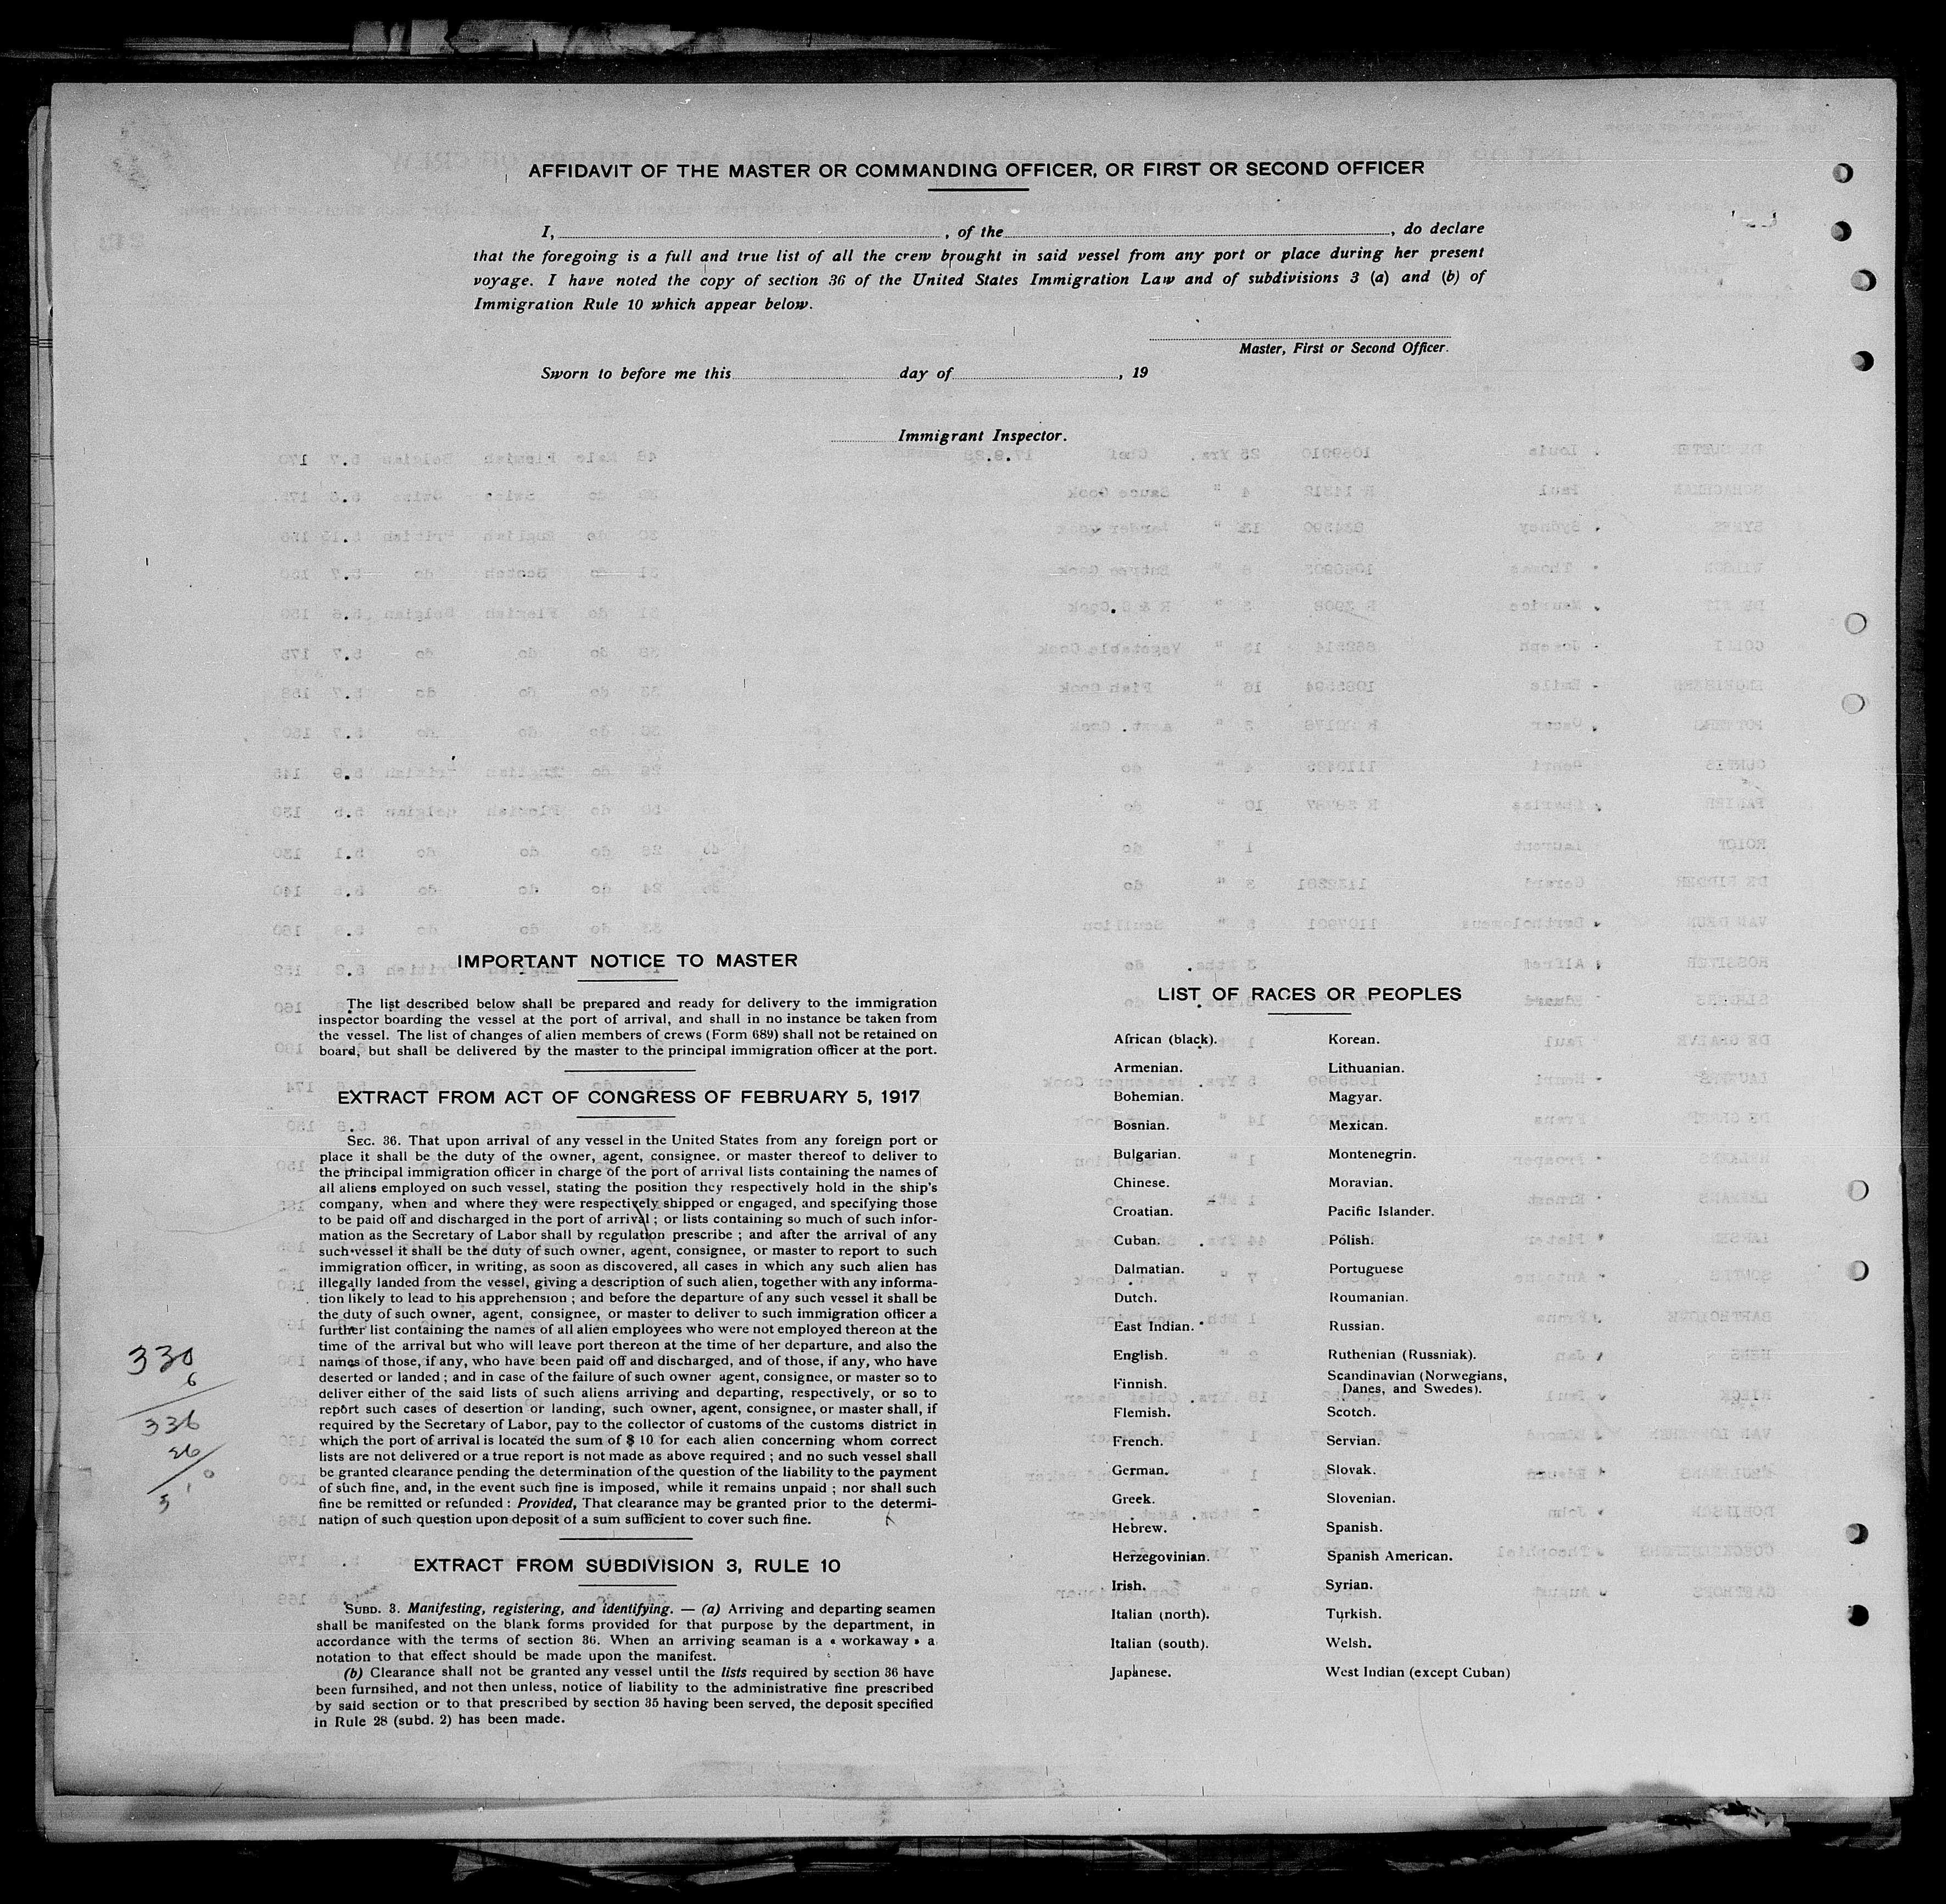 AFFIDAVIT OF THE MASTER OR COMMANDING OFFICER, OR FIRST OR SECOND OFFICER
I, , of the , do declare
that the foregoing is a full and true list of all the crew brought in said vessel from any port or place during her present
voyage. I have noted the copy of section 36 of the United States Immigration Law and of subdivisions 3 (a) and (b) of
Immigration Rule 10 which appear below.
Master, First or Second Officer.
Sworn to before me this day of , 19
Immigrant Inspector.
IMPORTANT NOTICE TO MASTER
The list described below shall be prepared and ready for delivery to the immigration
inspector boarding the vessel at the port of arrival, and shall in no instance be taken from
the vessel. The list of changes of alien members of crews (Form 689) shall not be retained on
board, but shall be delivered by the master to the principal immigration officer at the port.
EXTRACT FROM ACT OF CONGRESS OF FEBRUARY 5, 1917
SEC. 36. That upon arrival of any vessel in the United States from any foreign port or
place it shall be the duty of the owner, agent, consignee, or master thereof to deliver to
the principal immigration officer in charge of the port of arrival lists containing the names of
all aliens employed on such vessel, stating the position they respectively hold in the ship's
company, when and where they were respectively shipped or engaged, and specifying those
to be paid off and discharged in the port of arrival ; or lists containing so much of such infor-
mation as the Secretary of Labor shall by regulation prescribe ; and after the arrival of any
such vessel it shall be the duty of such owner, agent, consignee, or master to report to such
immigration officer, in writing, as soon as discovered, all cases in which any such alien has
illegally landed from the vessel, giving a description of such alien, together with any informa-
tion likely to lead to his apprehension ; and before the departure of any such vessel it shall be
the duty of such owner, agent, consignee, or master to deliver to such immigration officer a
further list containing the names of all alien employees who were not employed thereon at the
time of the arrival but who will leave port thereon at the time of her departure, and also the
names of those, if any, who have been paid off and discharged, and of those, if any, who have
deserted or landed ; and in case of the failure of such owner agent, consignee, or master so to
deliver either of the said lists of such aliens arriving and departing, respectively, or so to
report such cases of desertion or landing, such owner, agent, consignee, or master shall, if
required by the Secretary of Labor, pay to the collector of customs of the customs district in
which the port of arrival is located the sum of $ 10 for each alien concerning whom correct
lists are not delivered or a true report is not made as above required ; and no such vessel shall
be granted clearance pending the determination of the question of the liability to the payment
of such fine, and, in the event such fine is imposed, while it remains unpaid ; nor shall such
fine be remitted or refunded : Provided, That clearance may be granted prior to the determi-
nation of such question upon deposit of a sum sufficient to cover such fine.
EXTRACT FROM SUBDIVISION 3, RULE 10
SUBD. 3. Manifesting, registering, and identifying. — (a) Arriving and departing seamen
shall be manifested on the blank forms provided for that purpose by the department, in
accordance with the terms of section 36. When an arriving seaman is a « workaway » a
notation to that effect should be made upon the manifest.
(b) Clearance shall not be granted any vessel until the lists required by section 36 have
been furnsihed, and not then unless, notice of liability to the administrative fine prescribed
by said section or to that prescribed by section 35 having been served, the deposit specified
in Rule 28 (subd. 2) has been made.
330
6
336
26
LIST OF RACES OR PEOPLES
African (black).
Armenian.
Bohemian.
Bosnian.
Bulgarian.
Chinese.
Croatian.
Cuban.
Dalmatian.
Dutch.
East Indian.
English.
Finnish.
Flemish.
French.
German.
Greek.
Hebrew.
Herzegovinian.
Irish.
Italian (north).
Italian (south).
Japanese.
Korean.
Lithuanian.
Magyar.
Mexican.
Montenegrin.
Moravian.
Pacific Islander.
Polish.
Portuguese
Roumanian.
Russian.
Ruthenian (Russniak).
Scandinavian (Norwegians,
Danes, and Swedes).
Scotch.
Servian.
Slovak.
Slovenian.
Spanish.
Spanish American.
Syrian.
Turkish.
Welsh.
West Indian (except Cuban)